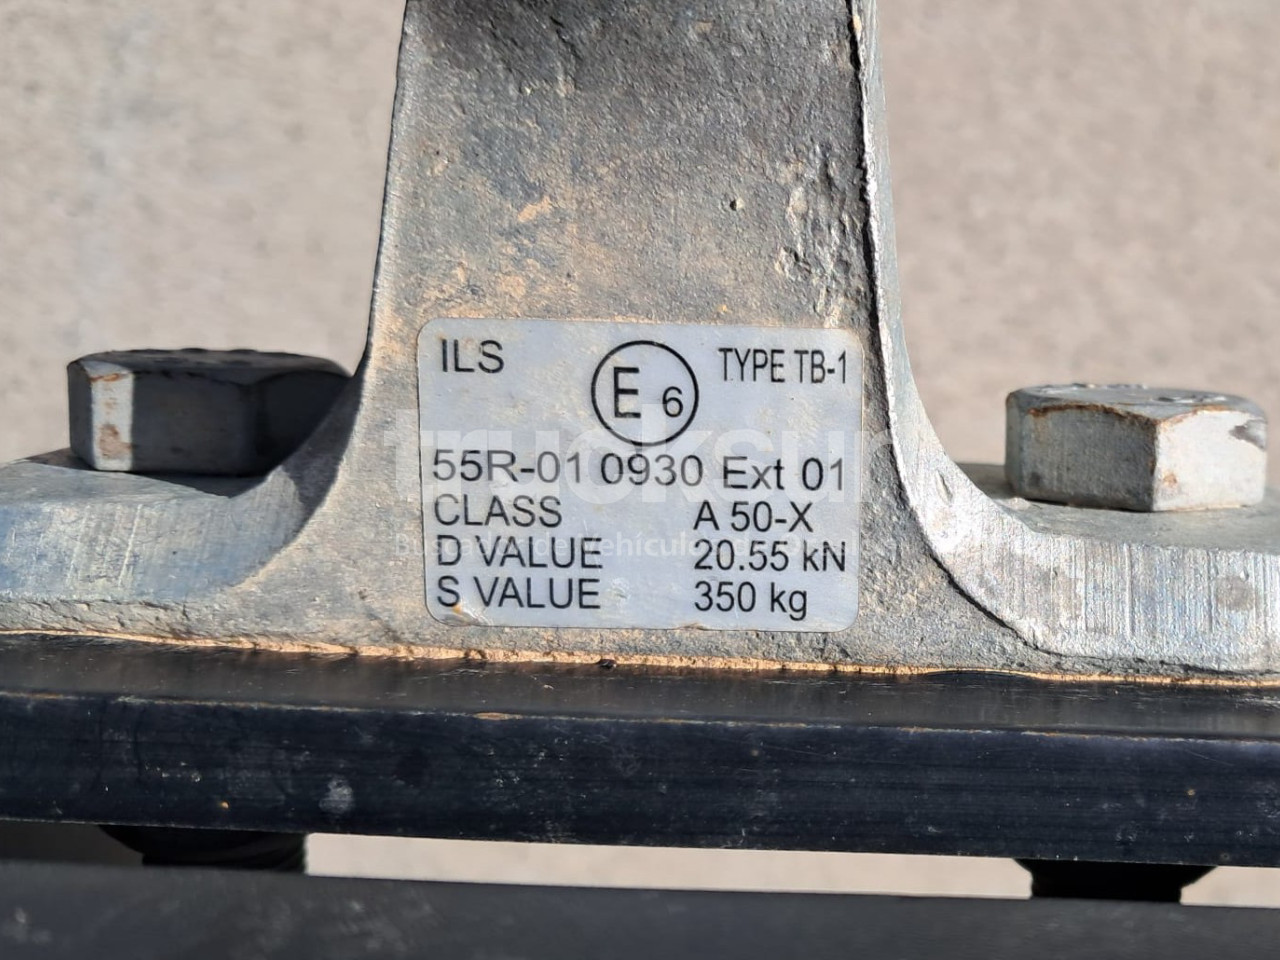 ILS E 6 TYPE TB-1
55R-01 0930 Ext 01
CLASS A 50-X
D VALUE 20.55 kN
S VALUE 350 kg